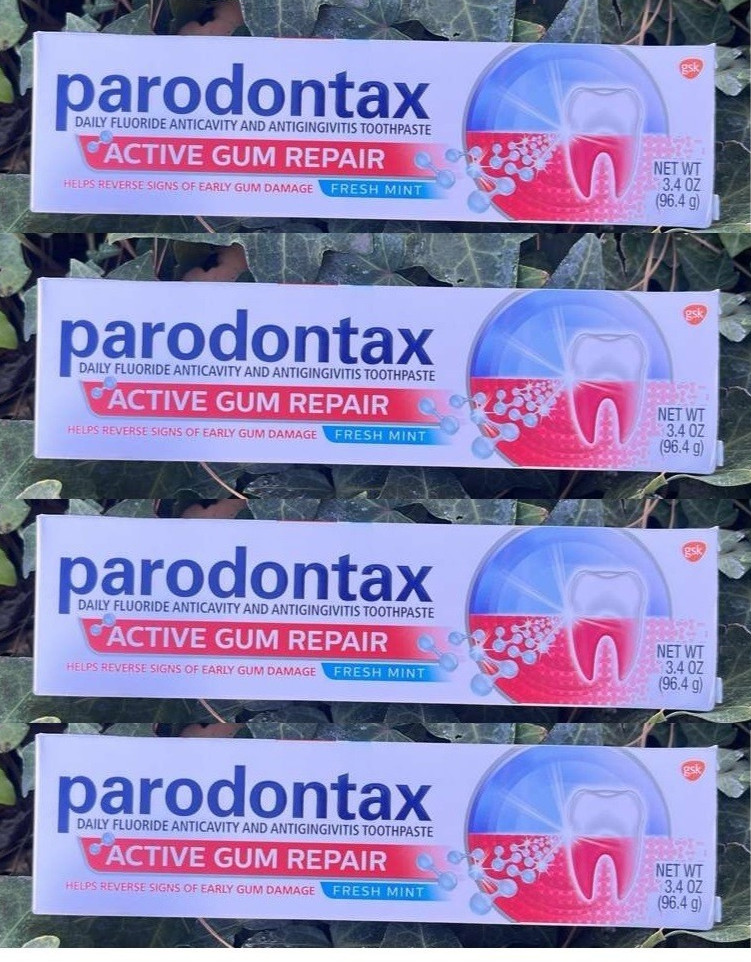 parodontax
gsk
DAILY FLUORIDE ANTICAVITY AND ANTIGINGIVITIS TOOTHPASTE
ACTIVE GUM REPAIR
HELPS REVERSE SIGNS OF EARLY GUM DAMAGE FRESH MINT
NET WT
3.4 OZ
(96.4 g)
parodontax
gsk
DAILY FLUORIDE ANTICAVITY AND ANTIGINGIVITIS TOOTHPASTE
ACTIVE GUM REPAIR
HELPS REVERSE SIGNS OF EARLY GUM DAMAGE FRESH MINT
NET WT
3.4 OZ
(96.4 g)
parodontax
gsk
DAILY FLUORIDE ANTICAVITY AND ANTIGINGIVITIS TOOTHPASTE
ACTIVE GUM REPAIR
HELPS REVERSE SIGNS OF EARLY GUM DAMAGE FRESH MINT
NET WT
3.4 OZ
(96.4 g)
parodontax
gsk
DAILY FLUORIDE ANTICAVITY AND ANTIGINGIVITIS TOOTHPASTE
ACTIVE GUM REPAIR
HELPS REVERSE SIGNS OF EARLY GUM DAMAGE FRESH MINT
NET WT
3.4 OZ
(96.4 g)